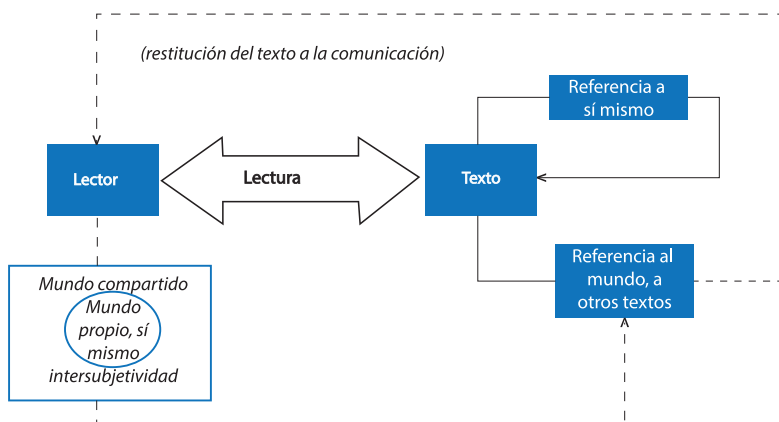 (restitución del texto a la comunicación)
Referencia a
sí mismo
Lector
Lectura
Texto
Referencia al
mundo, a
otros textos
Mundo compartido
Mundo
propio, sí
mismo
intersubjetividad